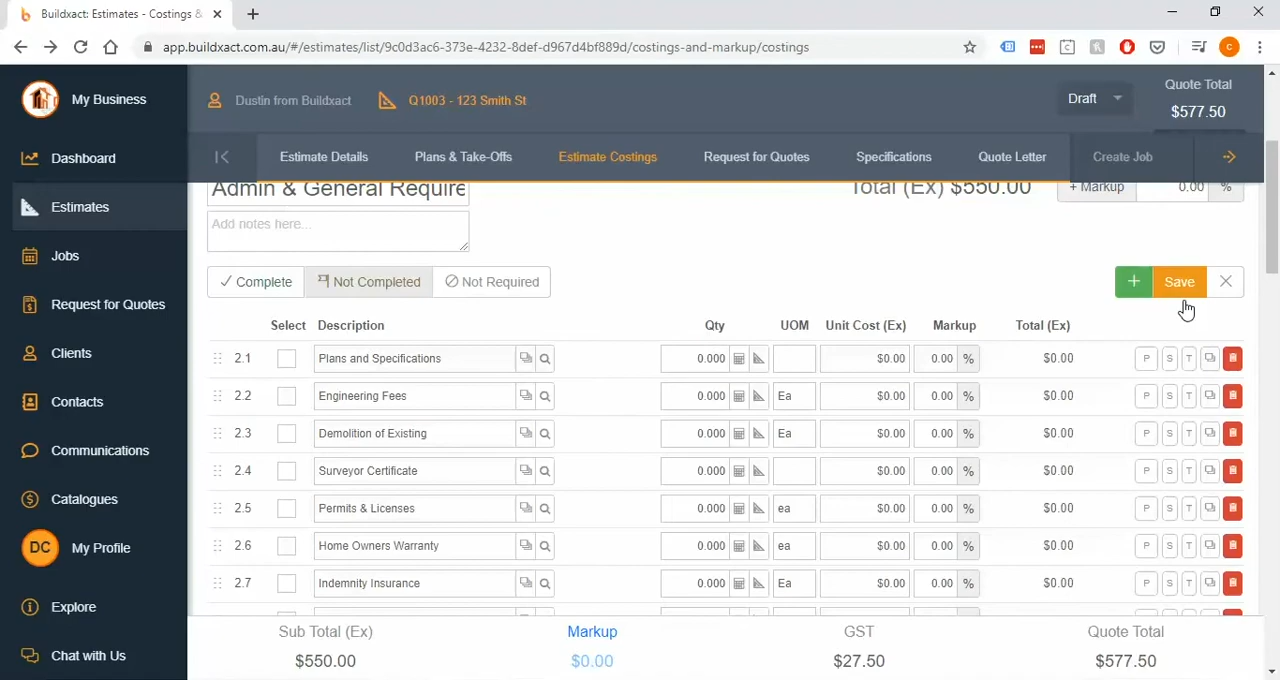 Buildxact: Estimates - Costings &
app.buildxact.com.au/#/estimates/list/9c0d3ac6-373e-4232-8def-d967d4bf889d/costings-and-markup/costings
C
My Business
Dustin from Buildxact
Q1003 - 123 Smith St
Draft
Quote Total
$577.50
Dashboard
Estimates
Jobs
Request for Quotes
Clients
Contacts
Communications
Catalogues
DC My Profile
Explore
Chat with Us
Estimate Details Plans & Take-Offs Estimate Costings Request for Quotes Specifications Quote Letter Create Job
Admin & General Require
Total (Ex) $550.00
+ Markup 0.00 %
Add notes here...
Complete Not Completed Not Required
+ Save
Select Description Qty UOM Unit Cost (Ex) Markup Total (Ex)
2.1 Plans and Specifications 0.000 $0.00 0.00 % $0.00 P S T
2.2 Engineering Fees 0.000 Ea $0.00 0.00 % $0.00 P S T
2.3 Demolition of Existing 0.000 Ea $0.00 0.00 % $0.00 P S T
2.4 Surveyor Certificate 0.000 $0.00 0.00 % $0.00 P S T
2.5 Permits & Licenses 0.000 ea $0.00 0.00 % $0.00 P S T
2.6 Home Owners Warranty 0.000 ea $0.00 0.00 % $0.00 P S T
2.7 Indemnity Insurance 0.000 Ea $0.00 0.00 % $0.00 P S T
Sub Total (Ex) Markup GST Quote Total
$550.00 $0.00 $27.50 $577.50